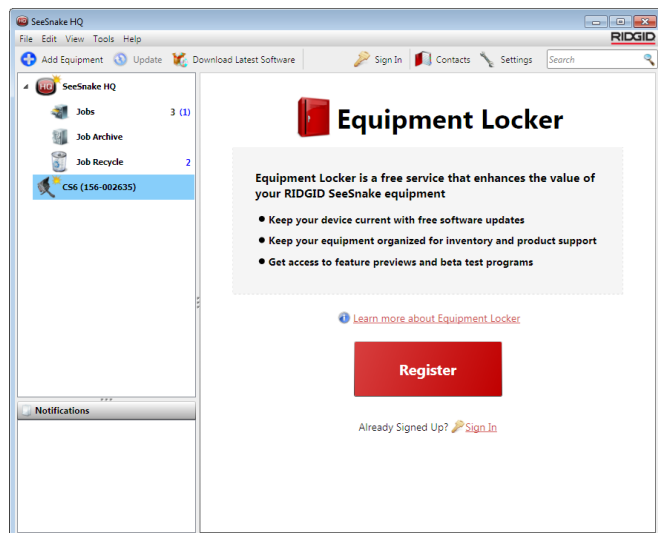 SeeSnake HQ
File Edit View Tools Help
RIDGID
Add Equipment Update Download Latest Software Sign In Contacts Settings Search
HQ SeeSnake HQ
Jobs 3 (1)
Job Archive
Job Recycle 2
CS6 (156-002635)
Notifications
Equipment Locker
Equipment Locker is a free service that enhances the value of
your RIDGID SeeSnake equipment
Keep your device current with free software updates
Keep your equipment organized for inventory and product support
Get access to feature previews and beta test programs
Learn more about Equipment Locker
Register
Already Signed Up? Sign In